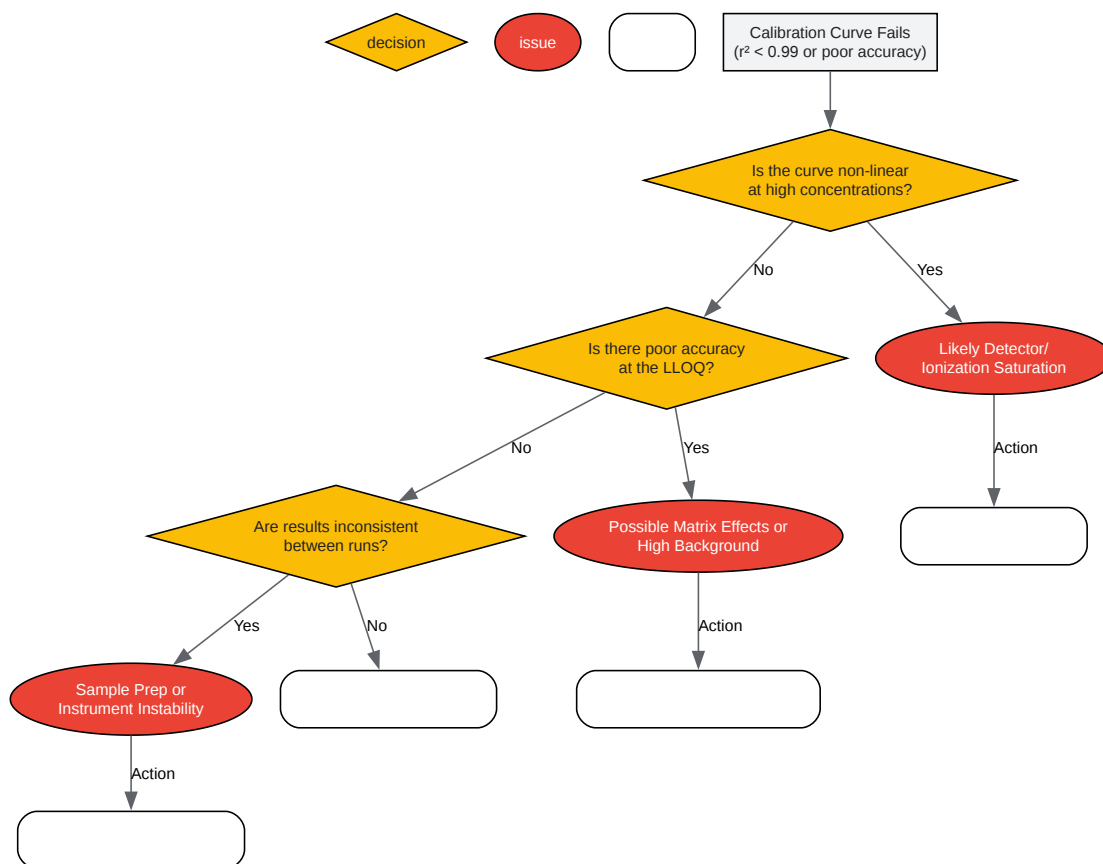 decision
issue
Calibration Curve Fails
(r² < 0.99 or poor accuracy)
Is the curve non-linear
at high concentrations?
No
Yes
Is there poor accuracy
at the LLOQ?
Likely Detector/
Ionization Saturation
No
Yes
Action
Are results inconsistent
between runs?
Possible Matrix Effects or
High Background
Yes
No
Action
Sample Prep or
Instrument Instability
Action